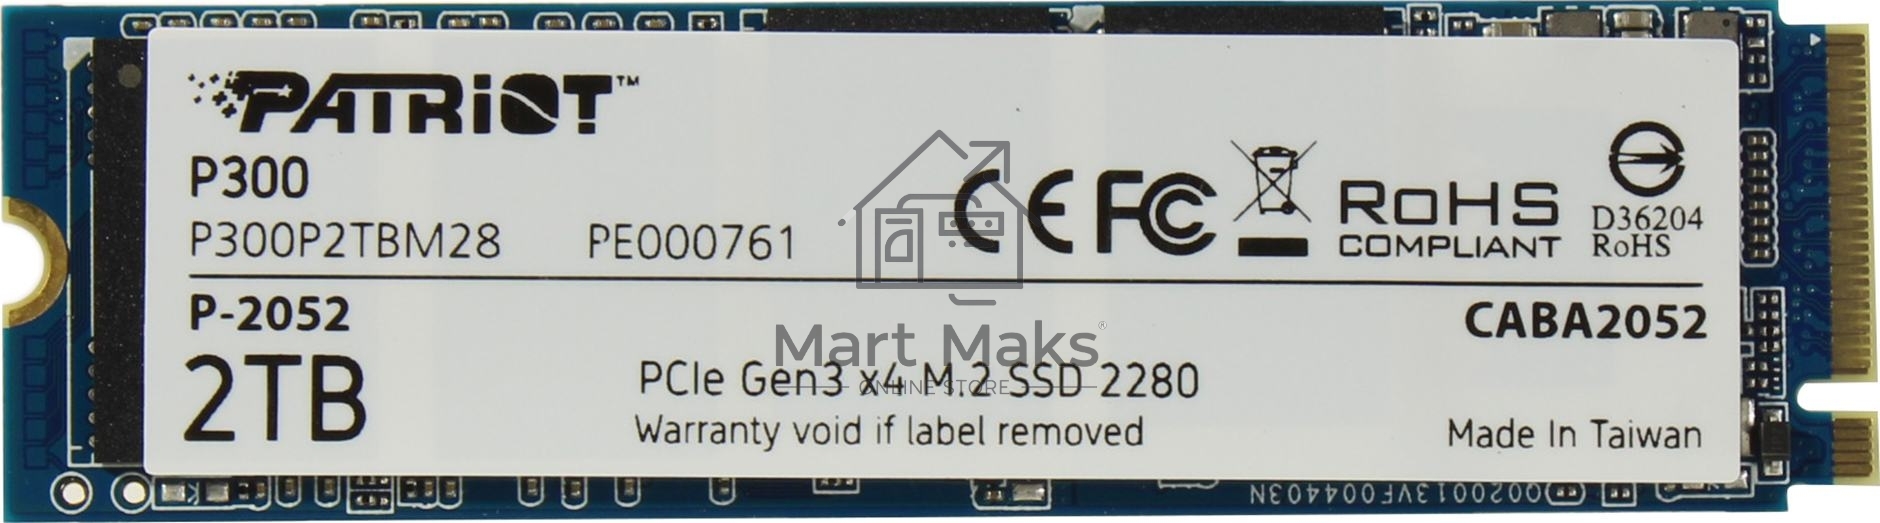 PATRiOT™
P300
P300P2TBM28 PE000761
CE FC RoHS COMPLIANT
D36204
RoHS
P-2052
CABA2052
2TB
Mart Maks®
ONLINE STORE
PCIe Gen3 x4 M.2 SSD 2280
Warranty void if label removed
Made In Taiwan